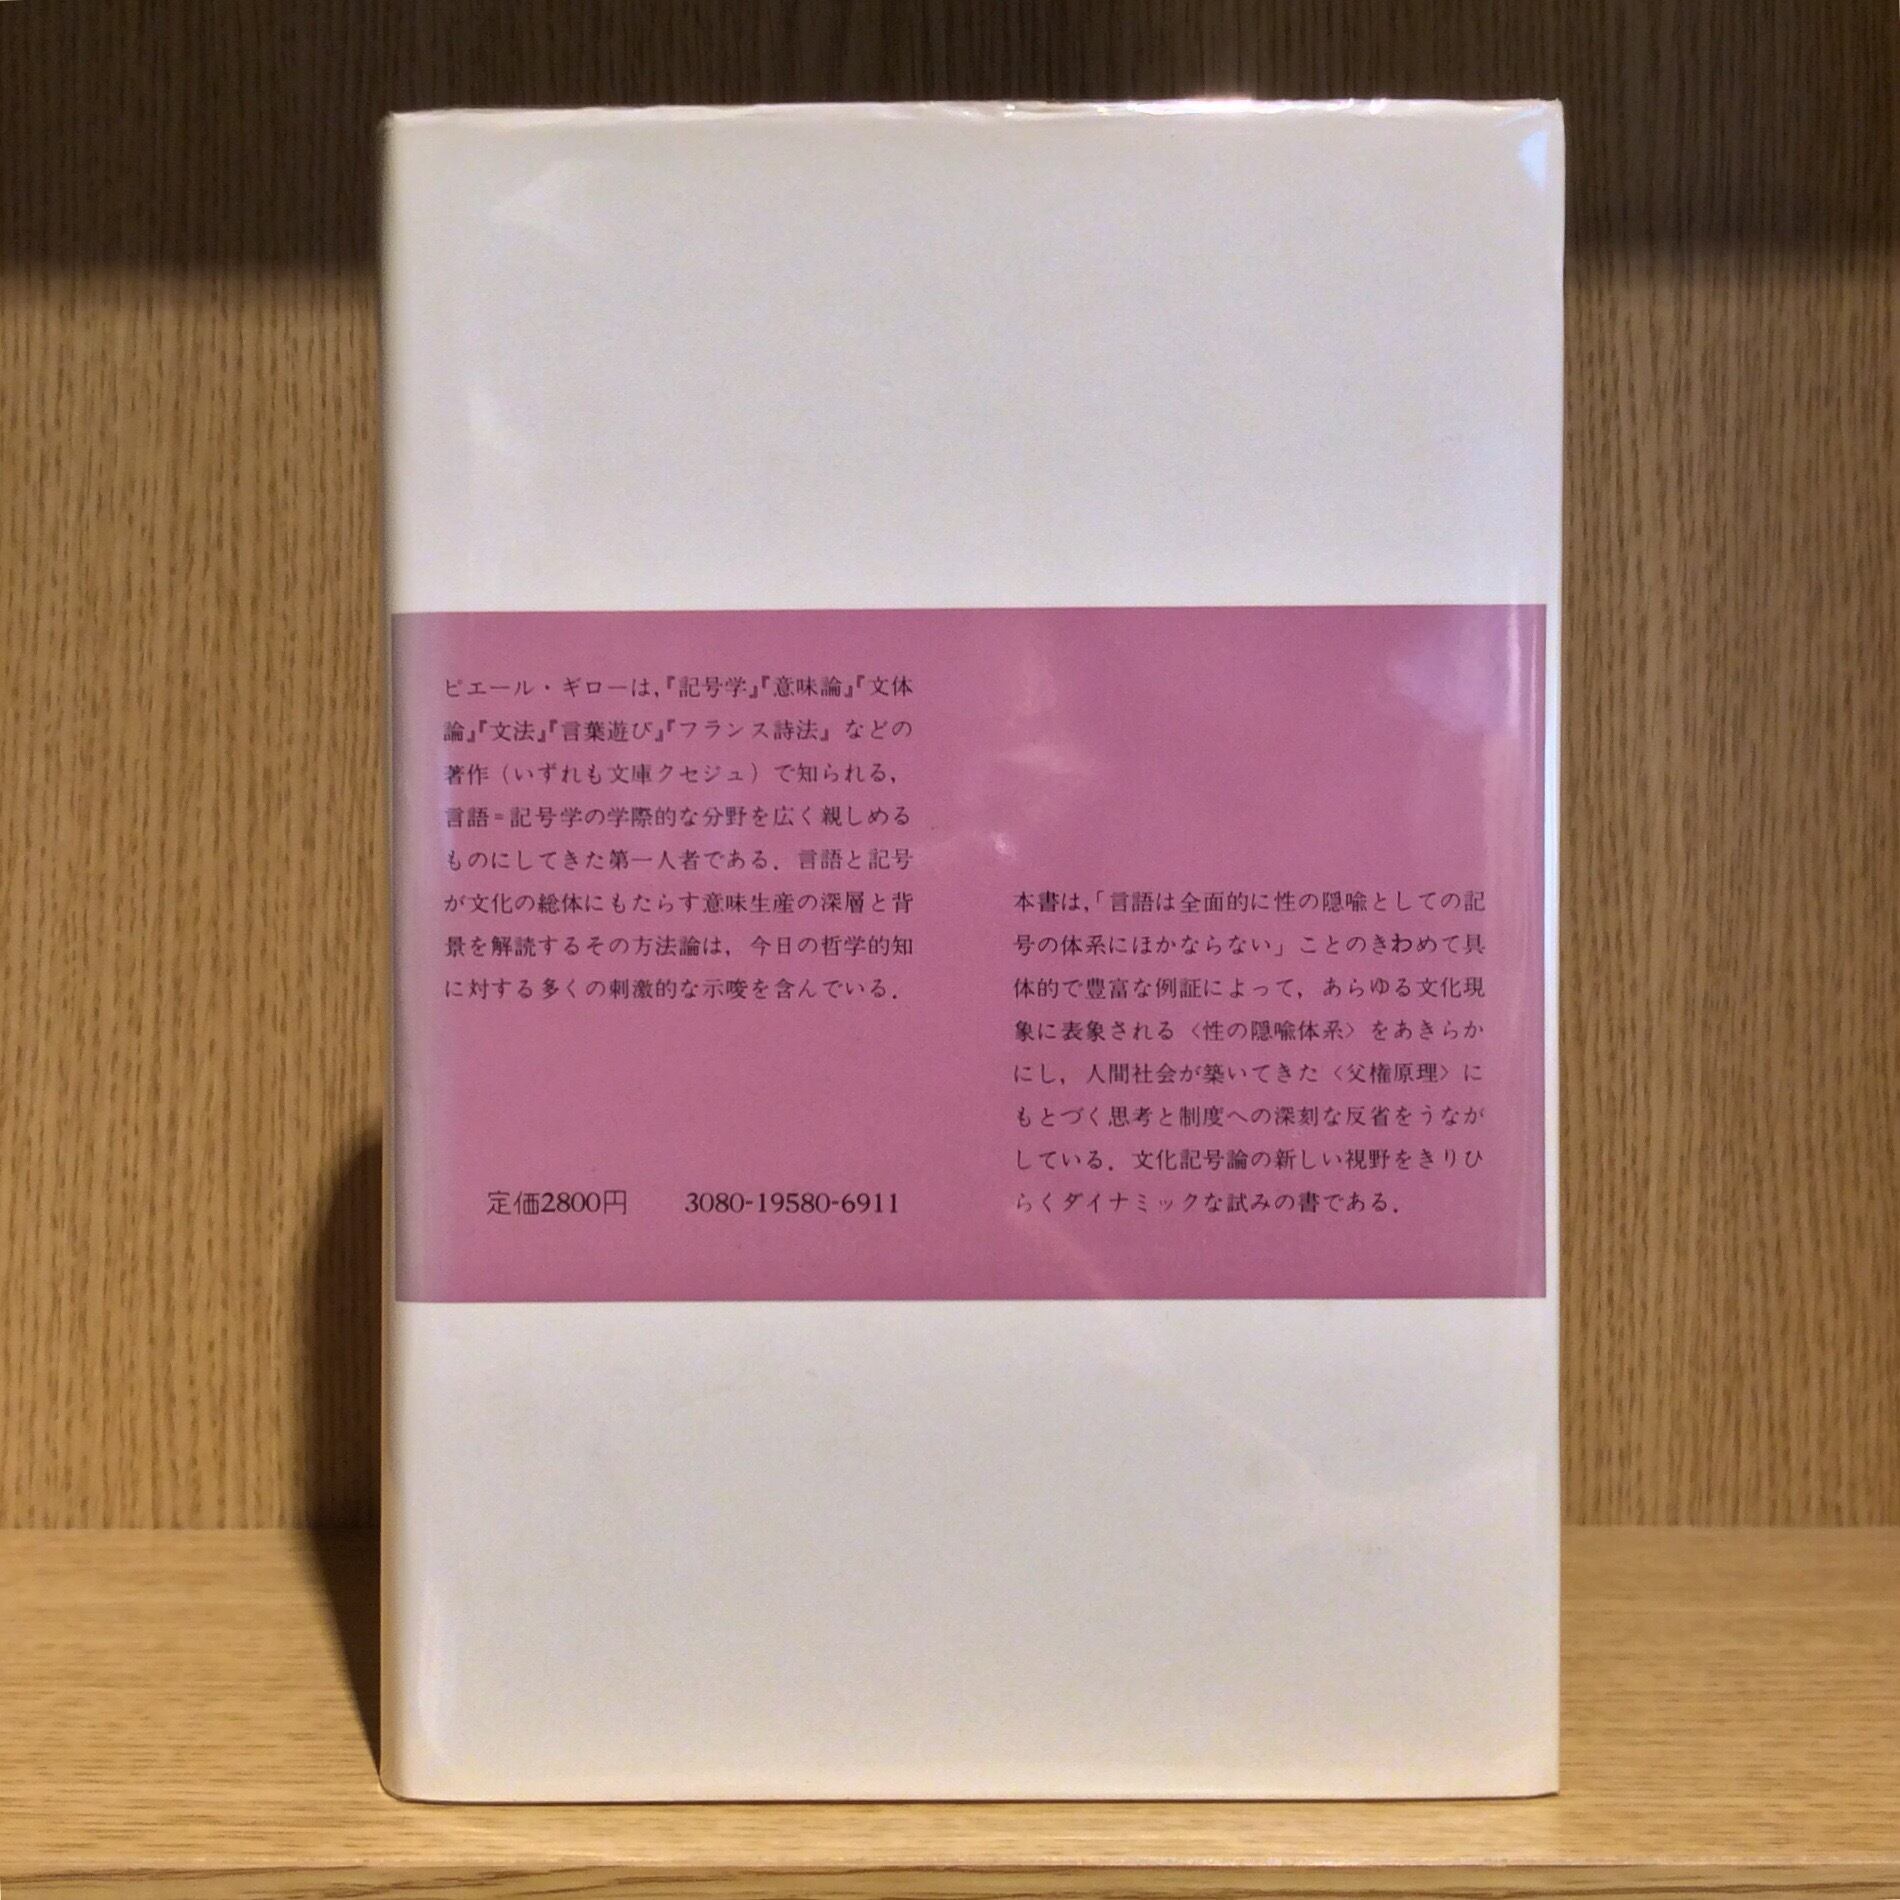 ピエール・ギローは,『記号学』『意味論』『文体
論』『文法』『言葉遊び』『フランス詩法』などの
著作（いずれも文庫クセジュ）で知られる,
言語=記号学の学際的な分野を広く親しめる
ものにしてきた第一人者である．言語と記号
が文化の総体にもたらす意味生産の深層と背
景を解読するその方法論は，今日の哲学的知
に対する多くの刺激的な示唆を含んでいる．
定価2800円　3080-19580-6911
本書は,「言語は全面的に性の隠喩としての記
号の体系にほかならない」ことのきわめて具
体的で豊富な例証によって，あらゆる文化現
象に表象される〈性の隠喩体系〉をあきらか
にし，人間社会が築いてきた〈父権原理〉に
もとづく思考と制度への深刻な反省をうなが
している．文化記号論の新しい視野をきりひ
らくダイナミックな試みの書である．